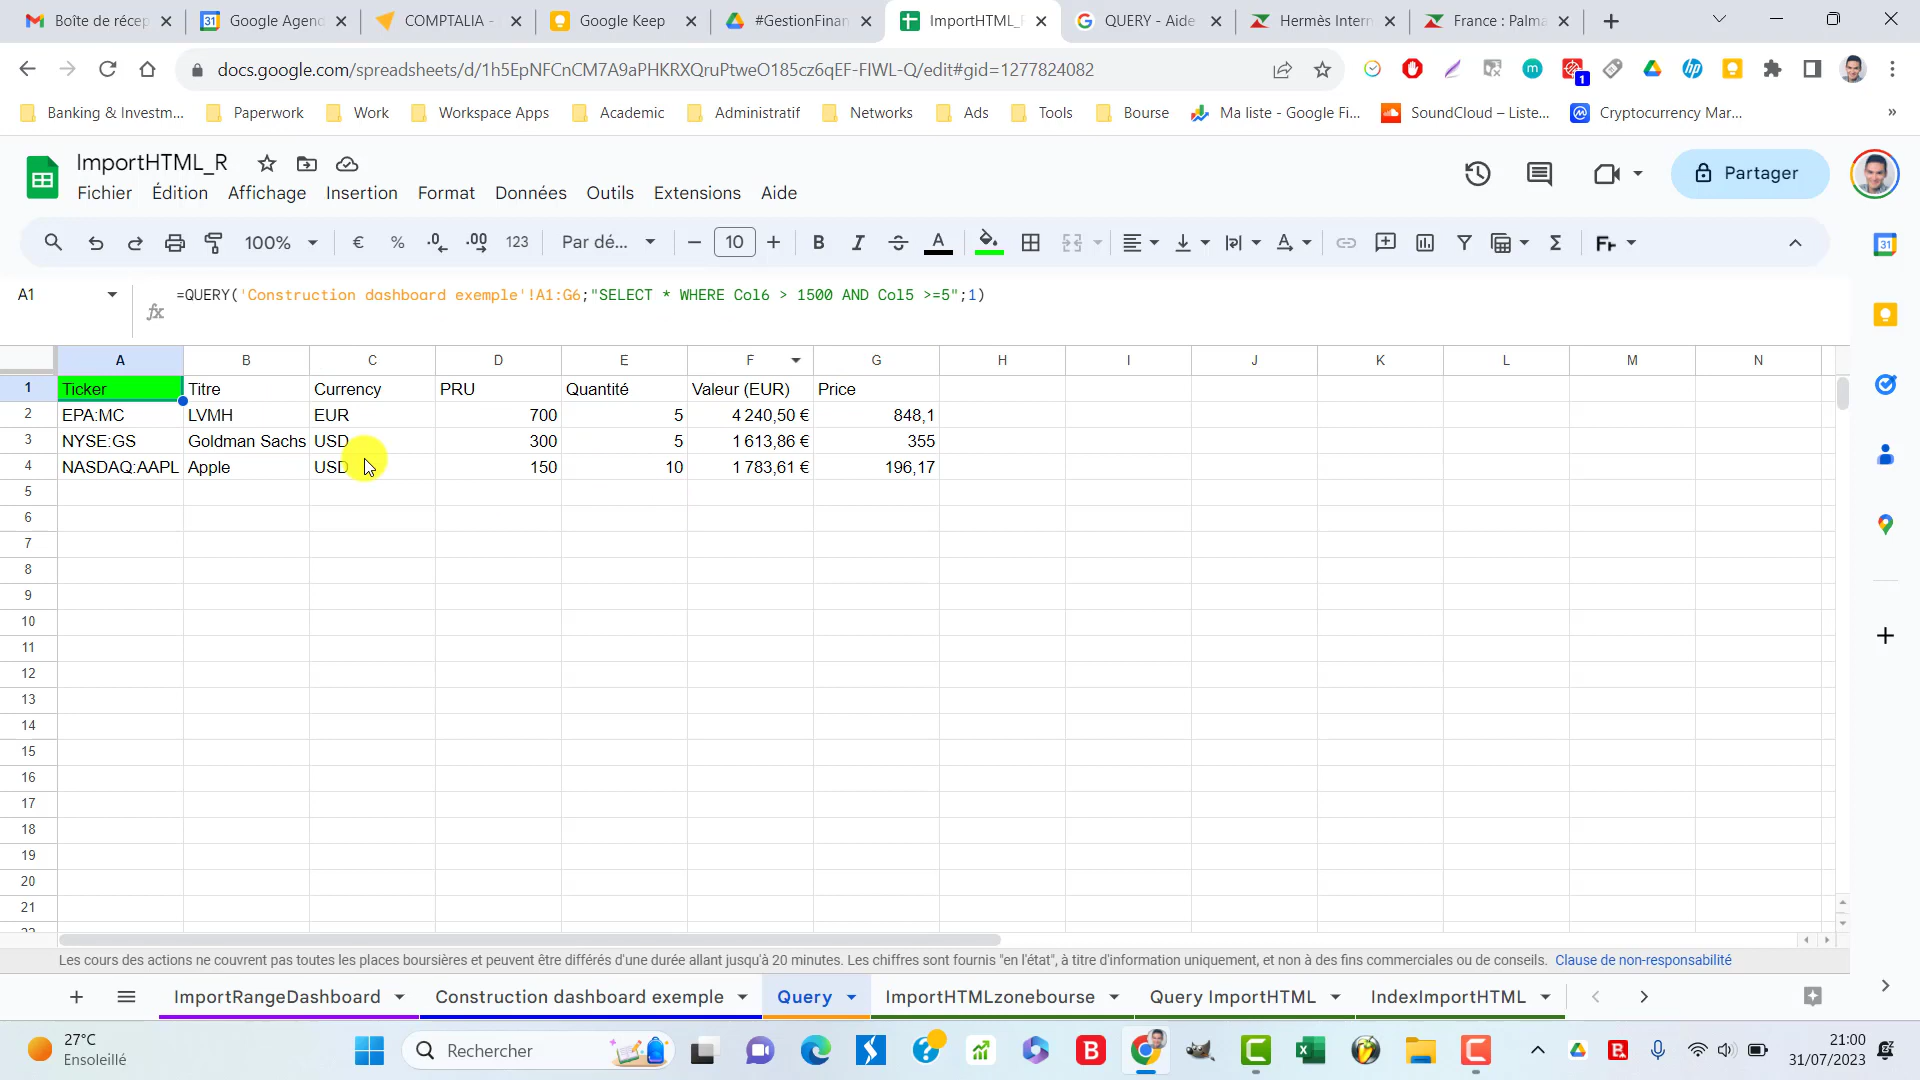 Boîte de récep
Google Agend
COMPTALIA -
Google Keep
#GestionFinan
ImportHTML_R
QUERY - Aide
Hermès Intern
France : Palma
docs.google.com/spreadsheets/d/1h5EpNFCnCM7A9aPHKRXQruPtweO185cz6qEF-FIWL-Q/edit#gid=1277824082
Banking & Investm...
Paperwork
Work
Workspace Apps
Academic
Administratif
Networks
Ads
Tools
Bourse
Ma liste - Google Fi...
SoundCloud – Liste...
Cryptocurrency Mar...
»
ImportHTML_R
Fichier Édition Affichage Insertion Format Données Outils Extensions Aide
Partager
100% € % .0 .00 123 Par dé... 10 B I A
A1
=QUERY('Construction dashboard exemple'!A1:G6;"SELECT * WHERE Col6 > 1500 AND Col5 >=5";1)
A B C D E F G H I J K L M N
1 Ticker Titre Currency PRU Quantité Valeur (EUR) Price
2 EPA:MC LVMH EUR 700 5 4 240,50 € 848,1
3 NYSE:GS Goldman Sachs USD 300 5 1 613,86 € 355
4 NASDAQ:AAPL Apple USD 150 10 1 783,61 € 196,17
5
6
7
8
9
10
11
12
13
14
15
16
17
18
19
20
21
Les cours des actions ne couvrent pas toutes les places boursières et peuvent être différés d'une durée allant jusqu'à 20 minutes. Les chiffres sont fournis "en l'état", à titre d'information uniquement, et non à des fins commerciales ou de conseils. Clause de non-responsabilité
ImportRangeDashboard
Construction dashboard exemple
Query
ImportHTMLzonebourse
Query ImportHTML
IndexImportHTML
27°C
Ensoleillé
Rechercher
21:00
31/07/2023